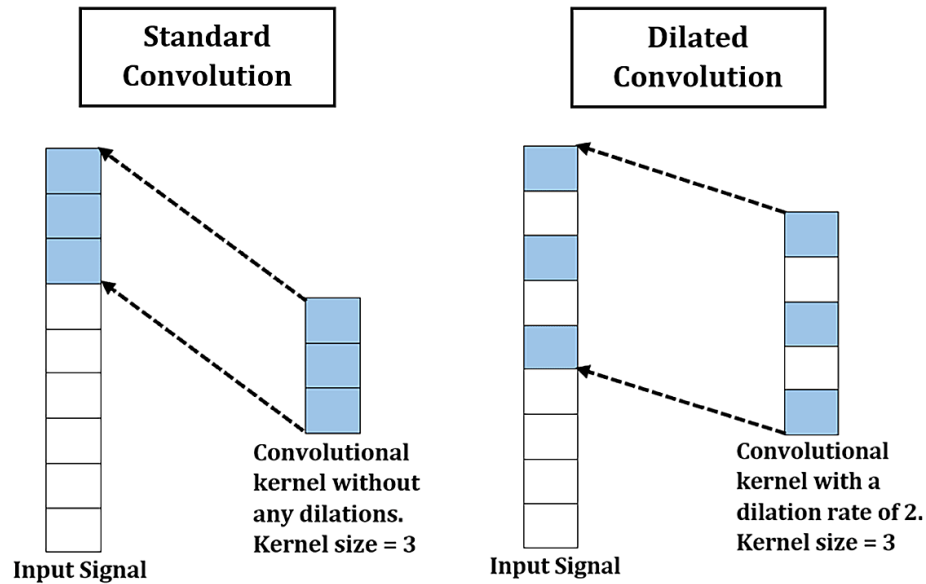 Standard
Convolution
Dilated
Convolution
Convolutional
kernel without
any dilations.
Kernel size = 3
Input Signal
Convolutional
kernel with a
dilation rate of 2.
Kernel size = 3
Input Signal